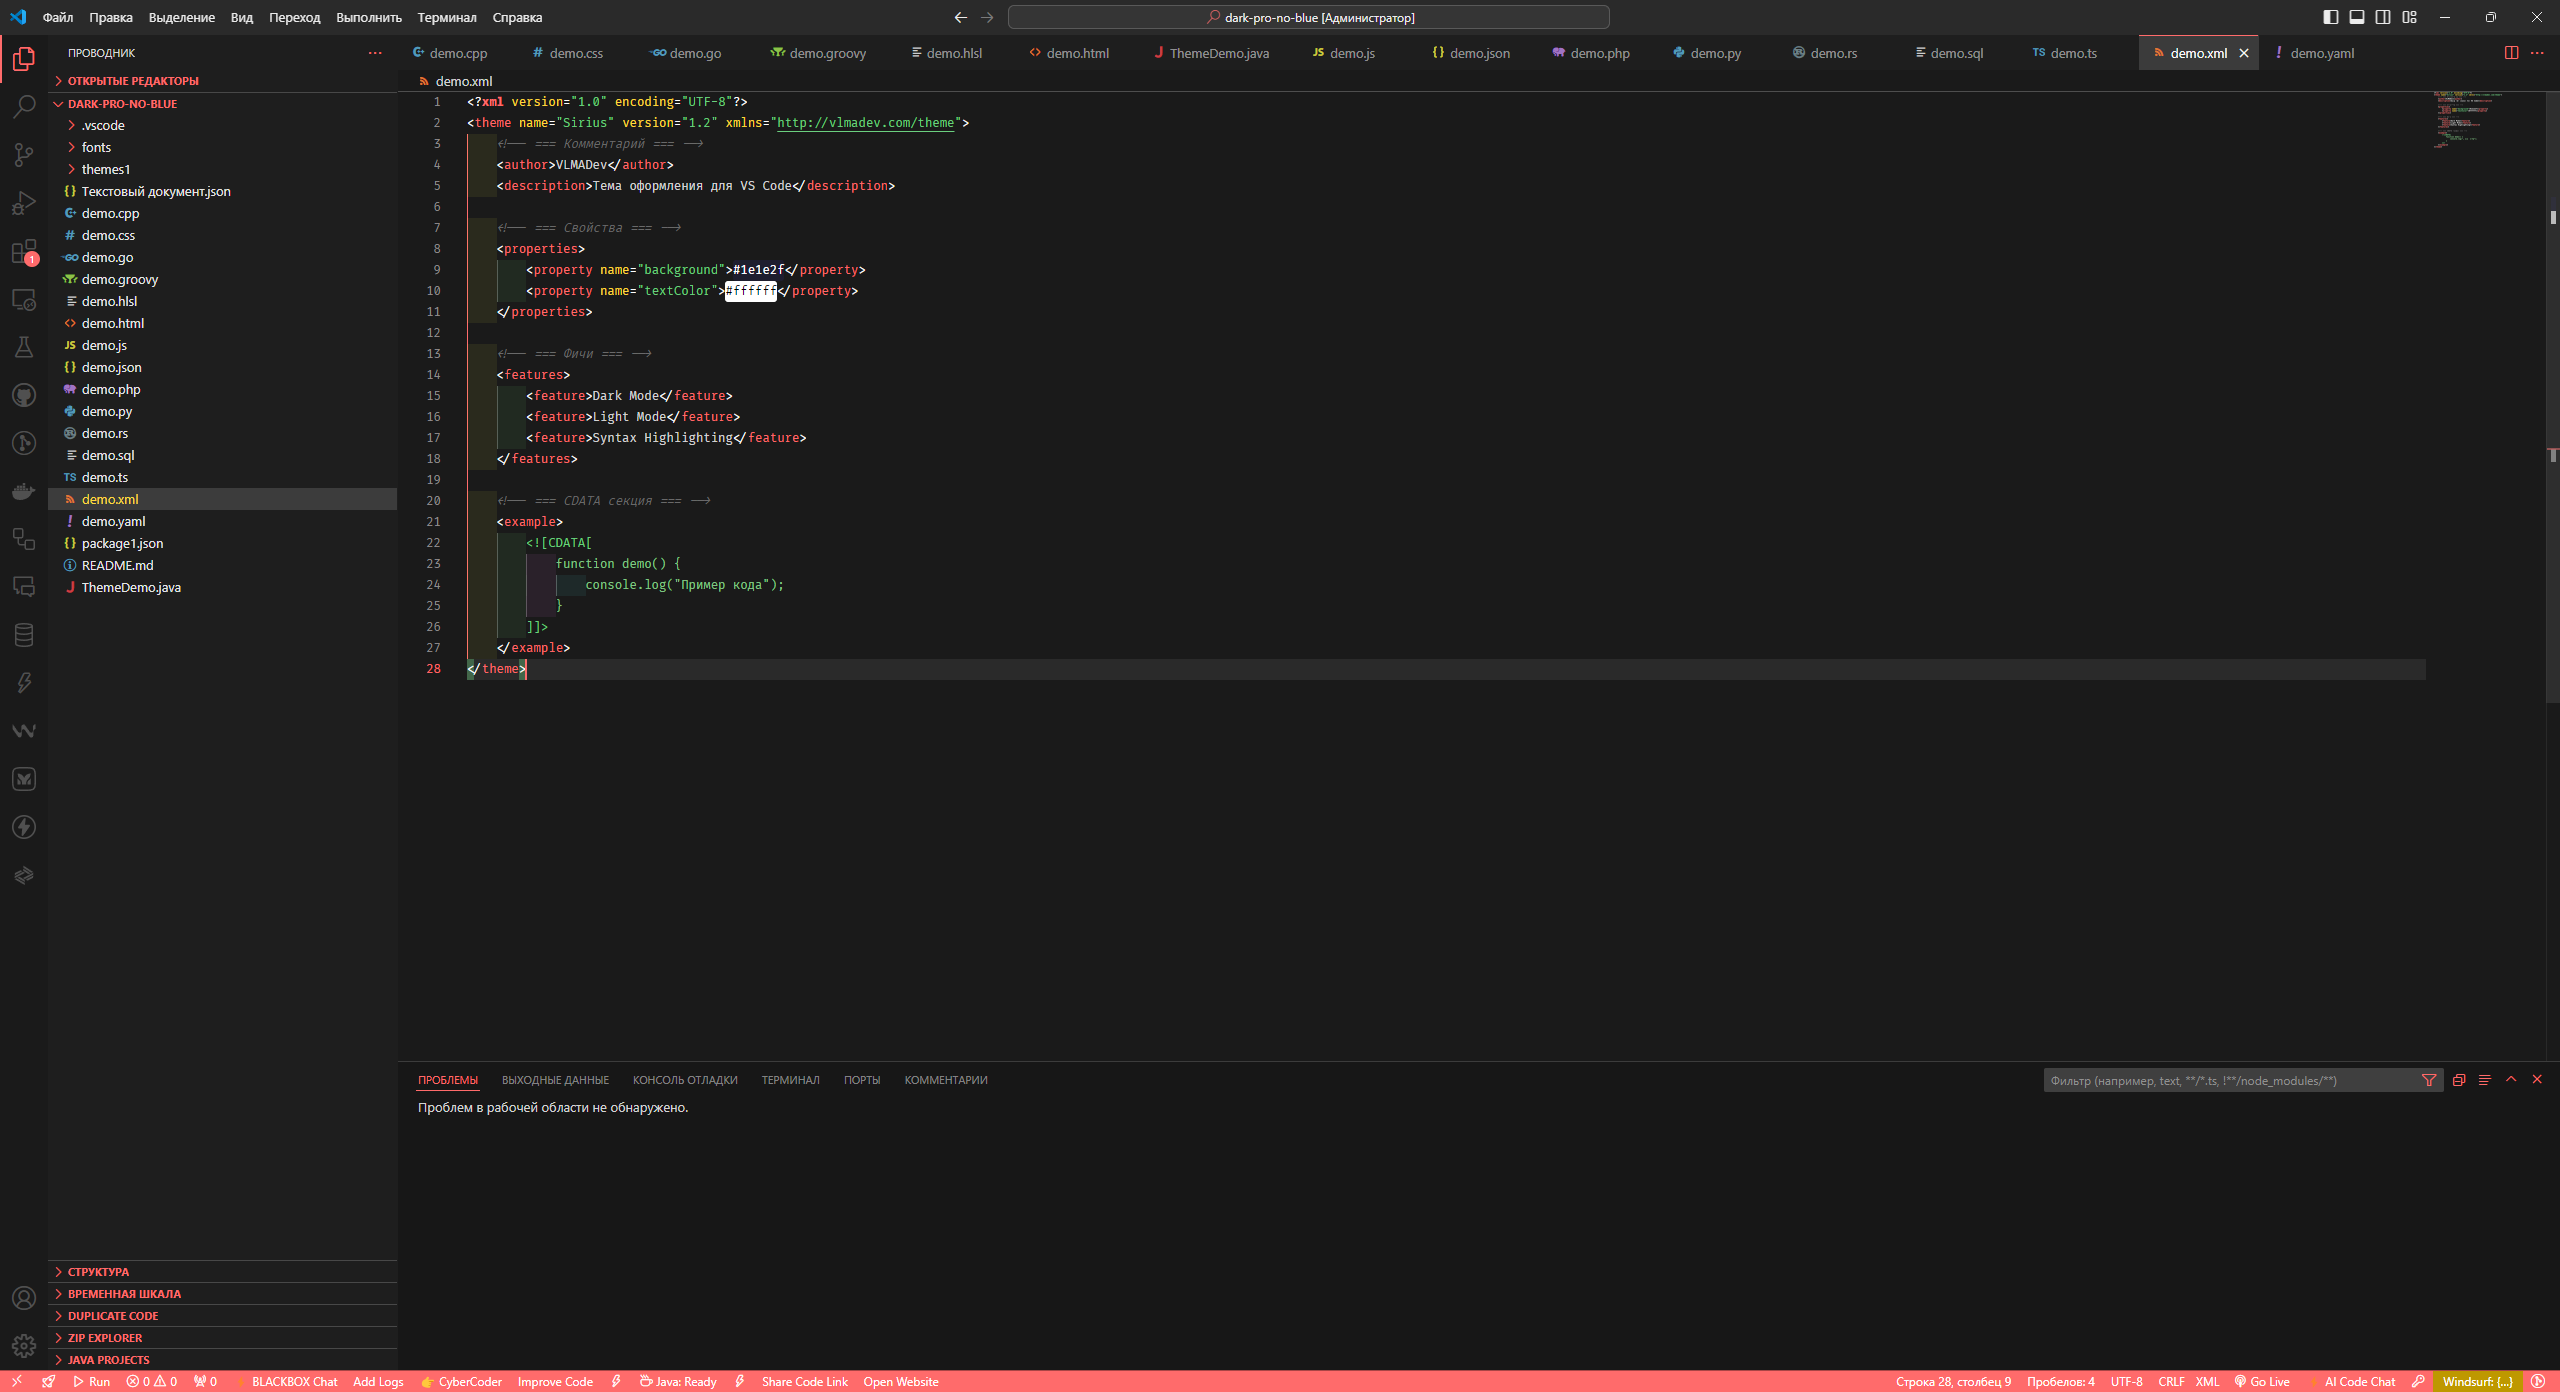 Файл Правка Выделение Вид Переход Выполнить Терминал Справка
dark-pro-no-blue [Администратор]
ПРОВОДНИК
ОТКРЫТЫЕ РЕДАКТОРЫ
DARK-PRO-NO-BLUE
.vscode
fonts
themes1
Текстовый документ.json
demo.cpp
demo.css
demo.go
demo.groovy
demo.hlsl
demo.html
demo.js
demo.json
demo.php
demo.py
demo.rs
demo.sql
demo.ts
demo.xml
demo.yaml
package1.json
README.md
ThemeDemo.java
СТРУКТУРА
ВРЕМЕННАЯ ШКАЛА
DUPLICATE CODE
ZIP EXPLORER
JAVA PROJECTS
demo.cpp demo.css demo.go demo.groovy demo.hlsl demo.html ThemeDemo.java demo.js demo.json demo.php demo.py demo.rs demo.sql demo.ts demo.xml demo.yaml
demo.xml
1 <?xml version="1.0" encoding="UTF-8"?>
2 <theme name="Sirius" version="1.2" xmlns="http://vlmadev.com/theme">
3 <!-- === Комментарий === -->
4 <author>VLMADev</author>
5 <description>Тема оформления для VS Code</description>
6
7 <!-- === Свойства === -->
8 <properties>
9 <property name="background">#1e1e2f</property>
10 <property name="textColor">#ffffff</property>
11 </properties>
12
13 <!-- === Фичи === -->
14 <features>
15 <feature>Dark Mode</feature>
16 <feature>Light Mode</feature>
17 <feature>Syntax Highlighting</feature>
18 </features>
19
20 <!-- === CDATA секция === -->
21 <example>
22 <![CDATA[
23 function demo() {
24 console.log("Пример кода");
25 }
26 ]]>
27 </example>
28 </theme>
ПРОБЛЕМЫ ВЫХОДНЫЕ ДАННЫЕ КОНСОЛЬ ОТЛАДКИ ТЕРМИНАЛ ПОРТЫ КОММЕНТАРИИ
Фильтр (например, text, **/*.ts, !**/node_modules/**)
Проблем в рабочей области не обнаружено.
Run 0 0 0 BLACKBOX Chat Add Logs CyberCoder Improve Code Java: Ready Share Code Link Open Website Строка 28, столбец 9 Пробелов: 4 UTF-8 CRLF XML Go Live AI Code Chat Windsurf: {...}